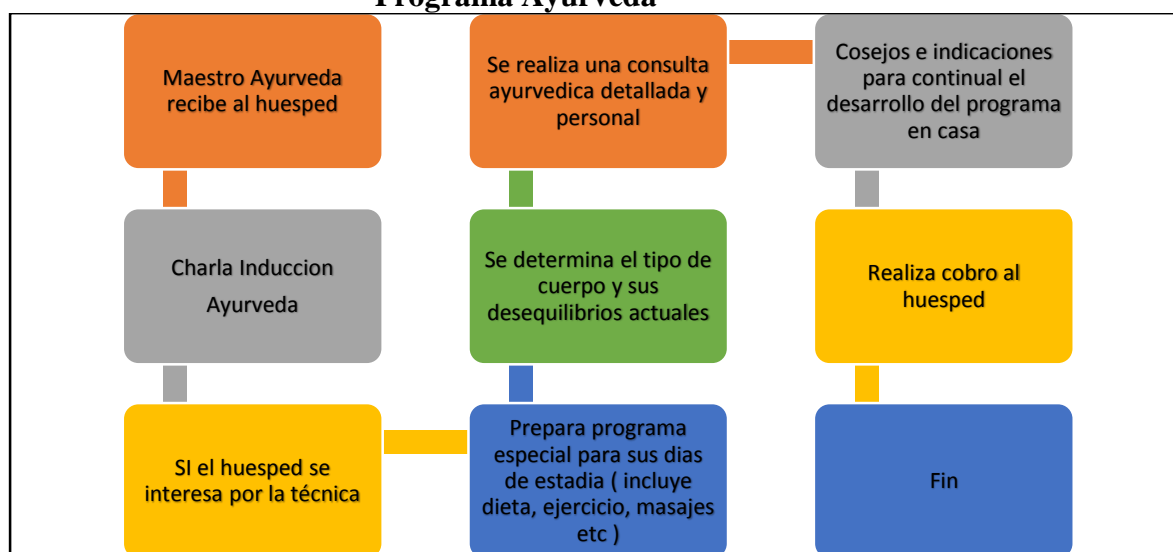 Programa Ayurveda
Maestro Ayurveda
recibe al huesped
Charla Induccion
Ayurveda
SI el huesped se
interesa por la técnica
Prepara programa
especial para sus dias
de estadia ( incluye
dieta, ejercicio, masajes
etc )
Se determina el tipo de
cuerpo y sus
desequilibrios actuales
Se realiza una consulta
ayurvedica detallada y
personal
Cosejos e indicaciones
para continual el
desarrollo del programa
en casa
Realiza cobro al
huesped
Fin